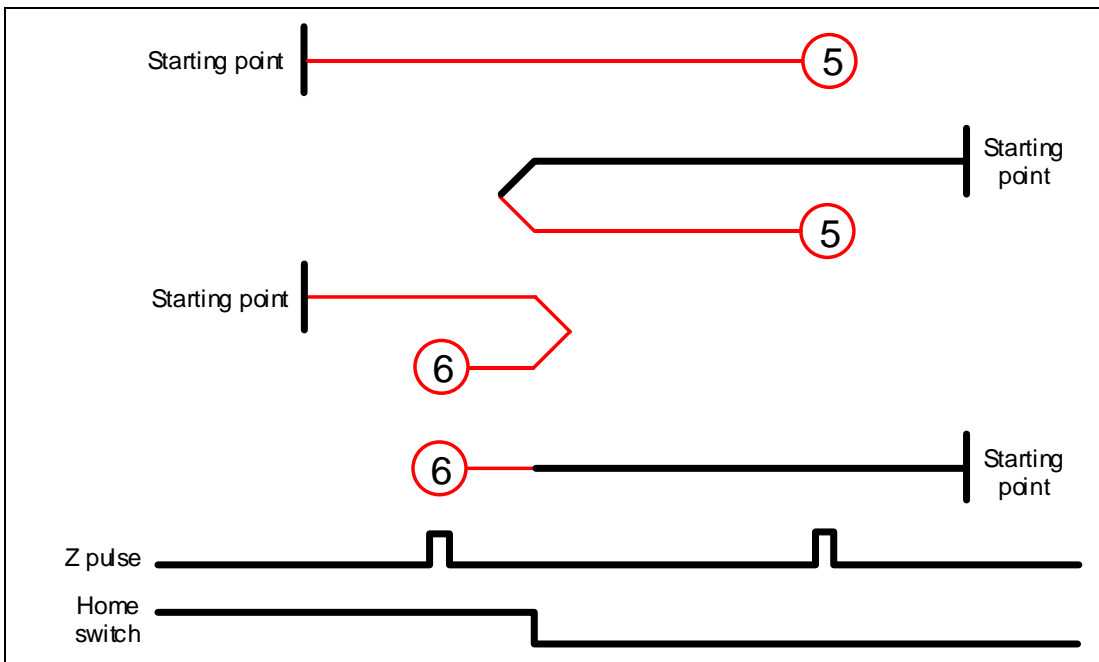 Starting point
5
Starting
point
5
Starting point
6
6
Starting
point
Z pulse
Home
switch